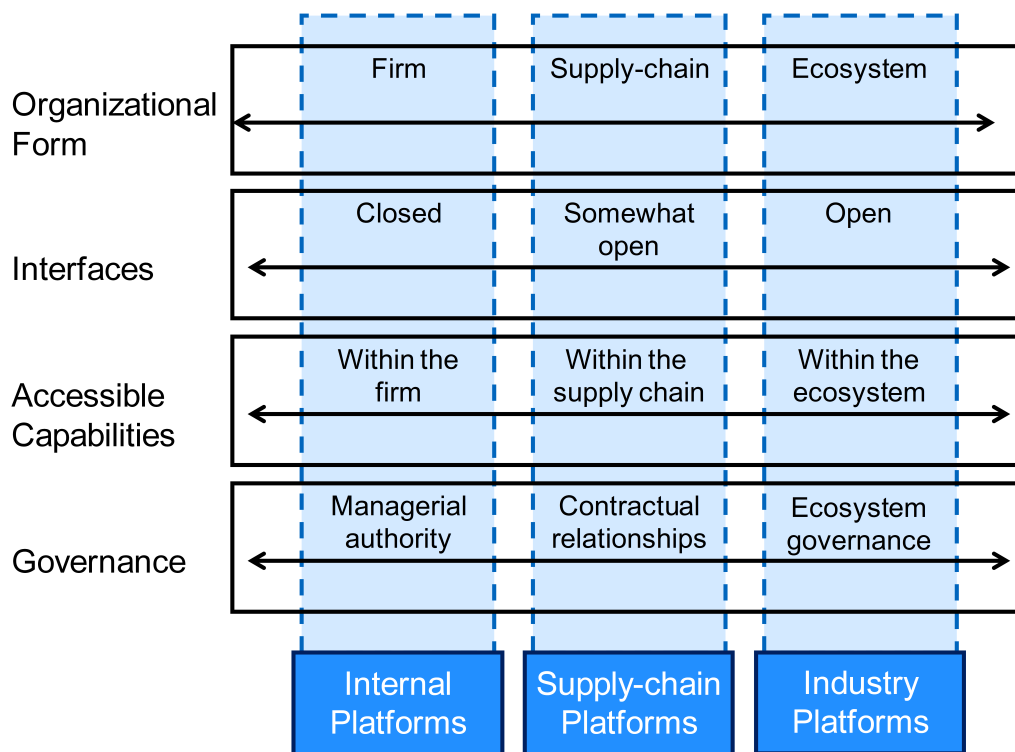 Organizational
Form
Firm
Supply-chain
Ecosystem
Interfaces
Closed
Somewhat
open
Open
Accessible
Capabilities
Within the
firm
Within the
supply chain
Within the
ecosystem
Governance
Managerial
authority
Contractual
relationships
Ecosystem
governance
Internal
Platforms
Supply-chain
Platforms
Industry
Platforms